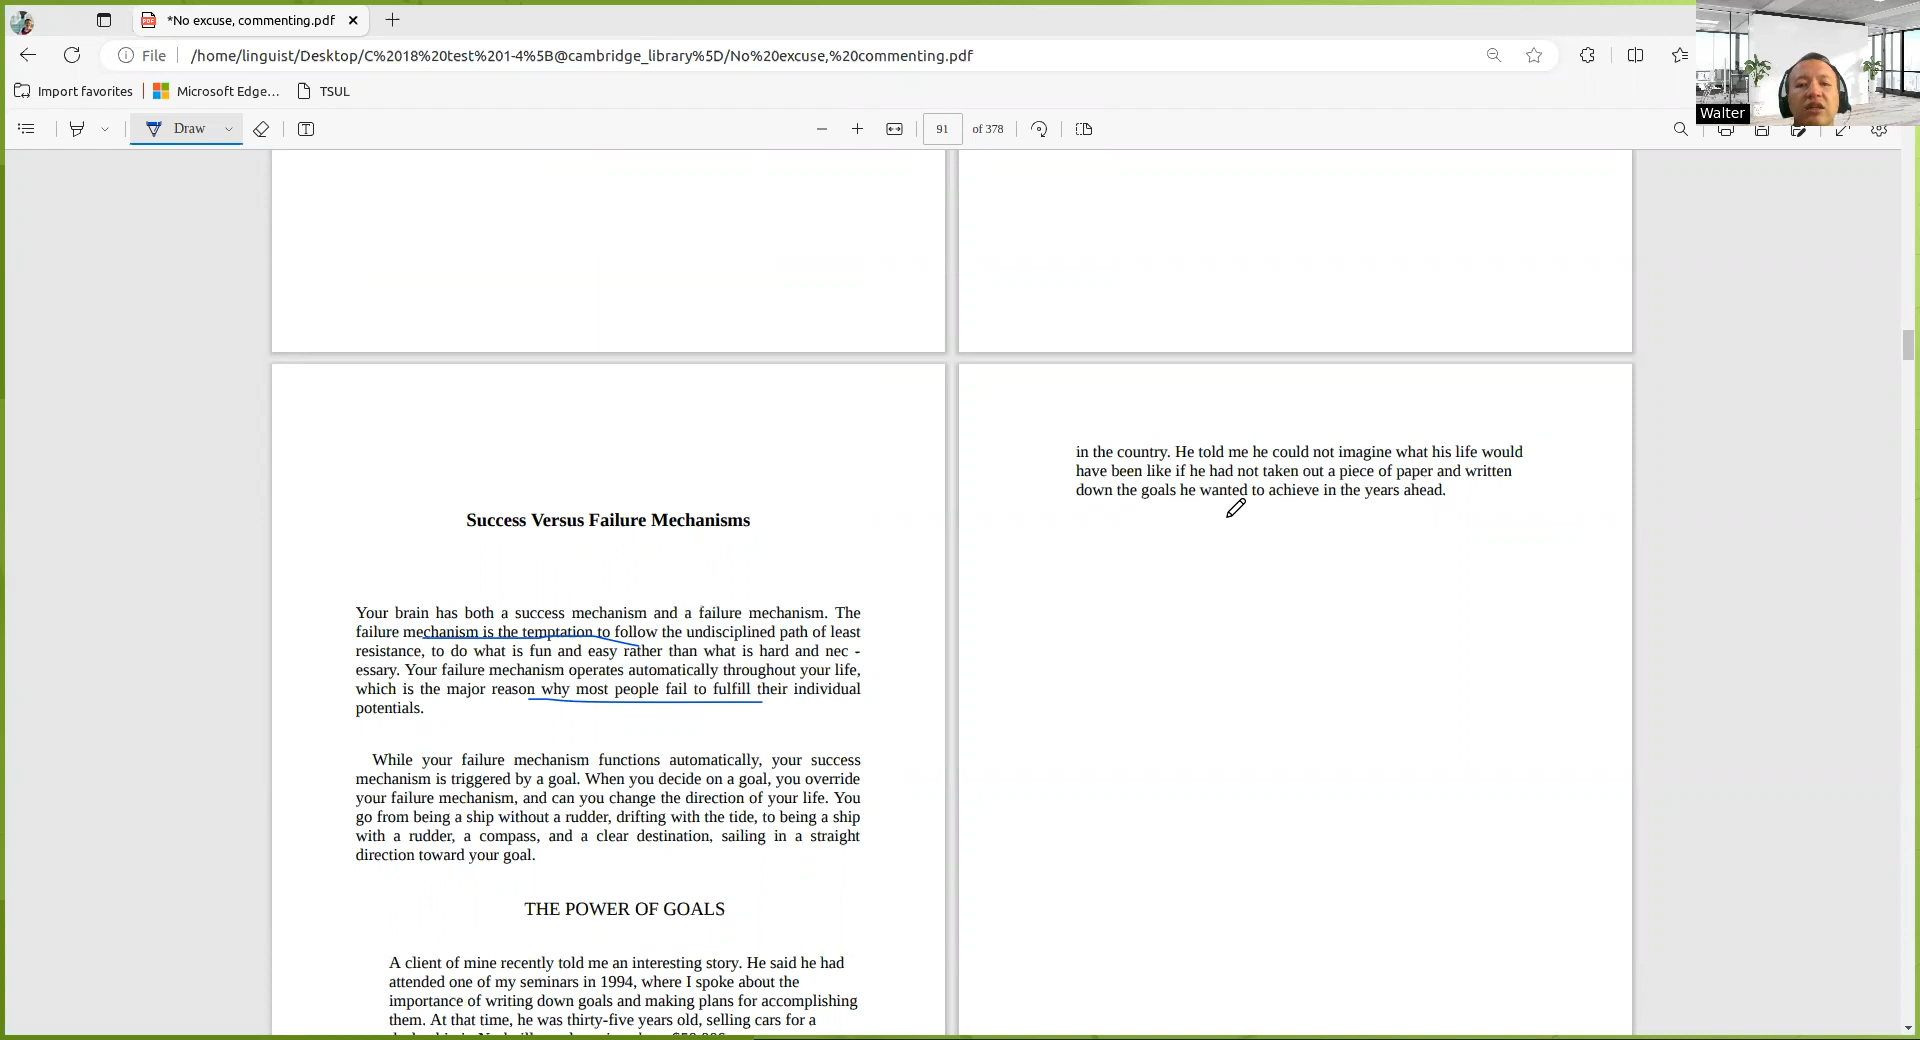 *No excuse, commenting.pdf
File
/home/linguist/Desktop/C%2018%20test%201-4%5B@cambridge_library%5D/No%20excuse,%20commenting.pdf
Walter
Import favorites
Microsoft Edge...
TSUL
Draw
91
of 378
Success Versus Failure Mechanisms
Your brain has both a success mechanism and a failure mechanism. The
failure mechanism is the temptation to follow the undisciplined path of least
resistance, to do what is fun and easy rather than what is hard and nec -
essary. Your failure mechanism operates automatically throughout your life,
which is the major reason why most people fail to fulfill their individual
potentials.
While your failure mechanism functions automatically, your success
mechanism is triggered by a goal. When you decide on a goal, you override
your failure mechanism, and can you change the direction of your life. You
go from being a ship without a rudder, drifting with the tide, to being a ship
with a rudder, a compass, and a clear destination, sailing in a straight
direction toward your goal.
THE POWER OF GOALS
A client of mine recently told me an interesting story. He said he had
attended one of my seminars in 1994, where I spoke about the
importance of writing down goals and making plans for accomplishing
them. At that time, he was thirty-five years old, selling cars for a
in the country. He told me he could not imagine what his life would
have been like if he had not taken out a piece of paper and written
down the goals he wanted to achieve in the years ahead.